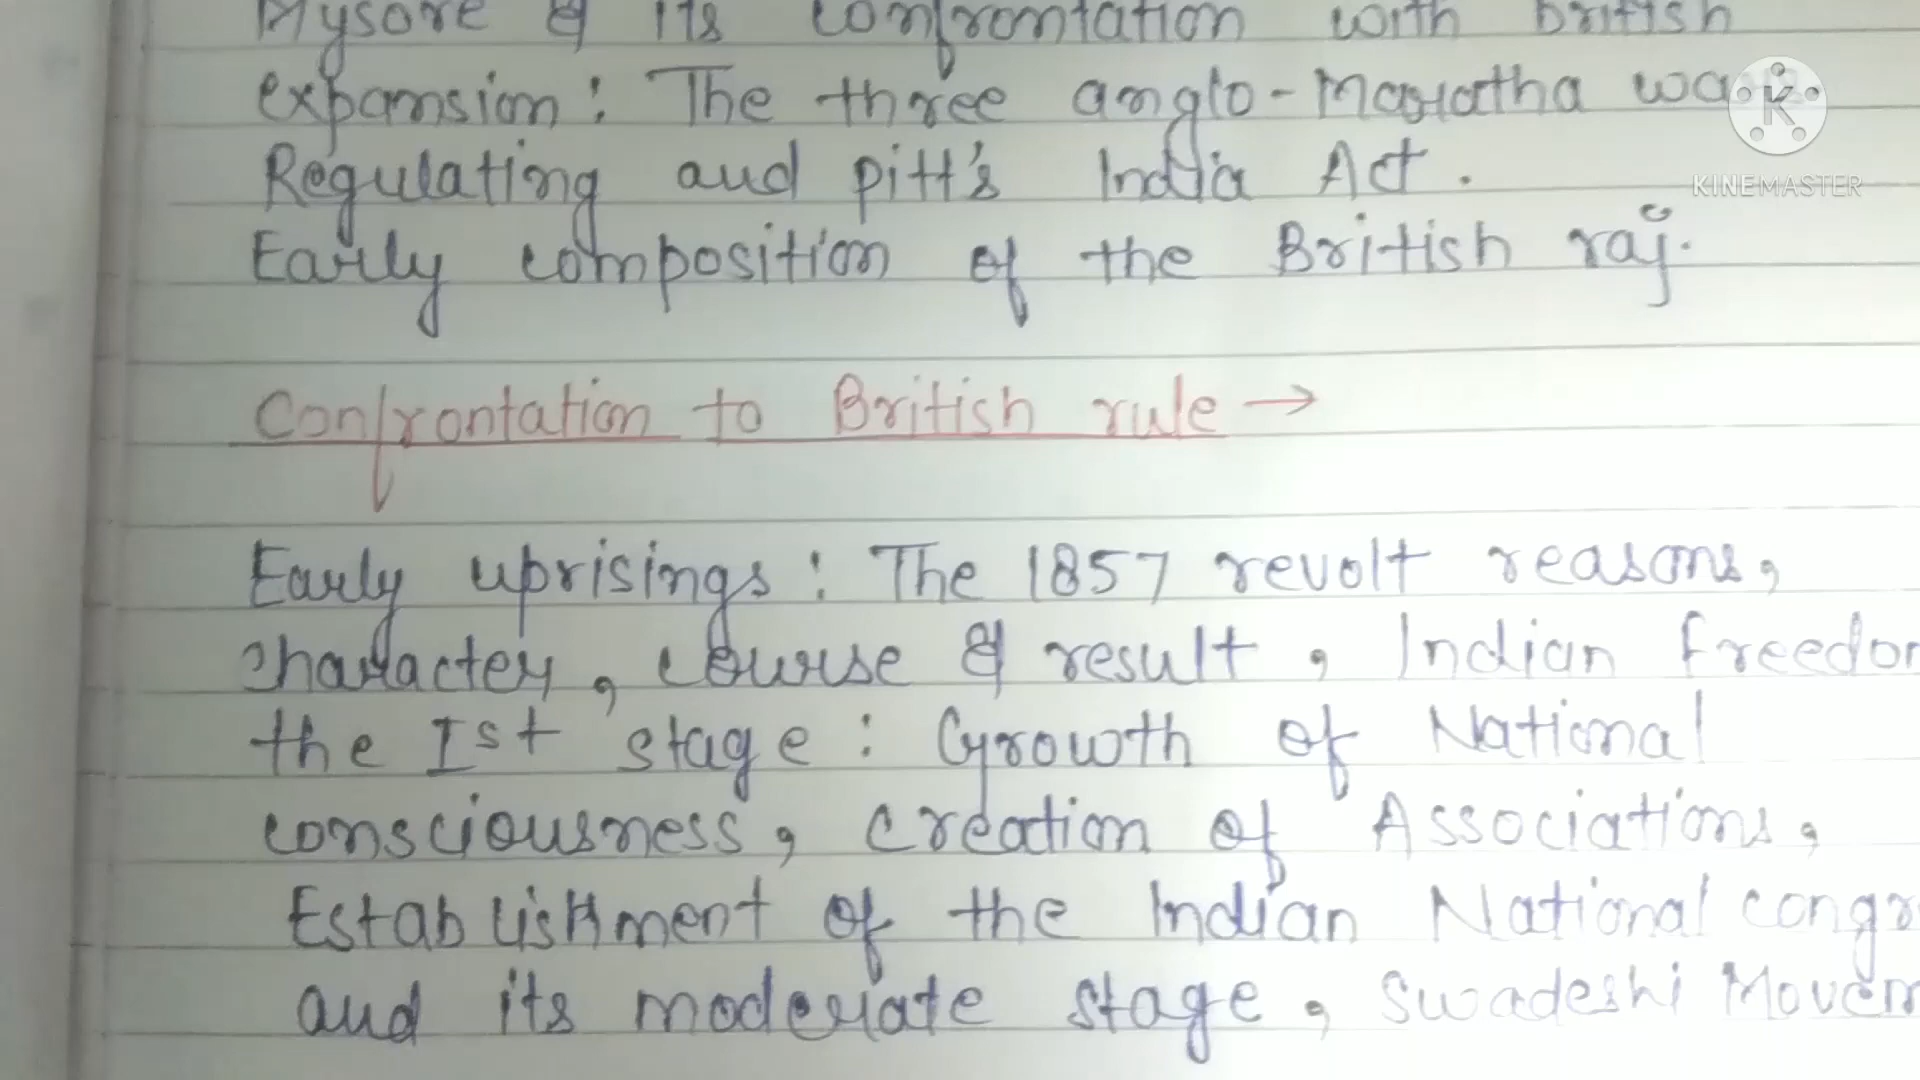 Mysore & its confrontation with british
expansion : The three anglo-Maratha wa
KINEMASTER
Regulating and pitt's India Act .
Early composition of the British raj.
Confrontation to British rule →
Early uprisings : The 1857 revolt reasons,
character, course & result , Indian freedo
the Ist stage : Growth of National
consciousness, creation of Associations,
Establishment of the Indian National congr
and its moderate stage , Swadeshi Movem